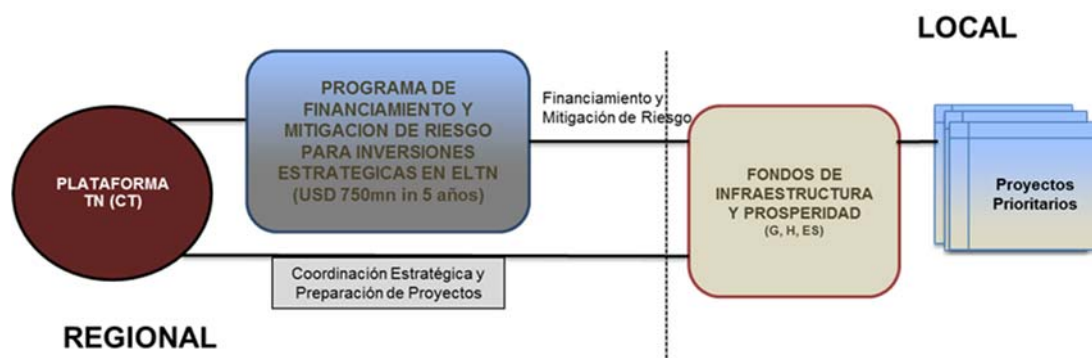 LOCAL
PROGRAMA DE
FINANCIAMIENTO Y
MITIGACION DE RIESGO
PARA INVERSIONES
ESTRATEGICAS EN ELTN
(USD 750mn in 5 años)
Financiamiento y
Mitigación de Riesgo
PLATAFORMA
TN (CT)
FONDOS DE
INFRAESTRUCTURA
Y PROSPERIDAD
(G, H, ES)
Proyectos
Prioritarios
Coordinación Estratégica y
Preparación de Proyectos
REGIONAL